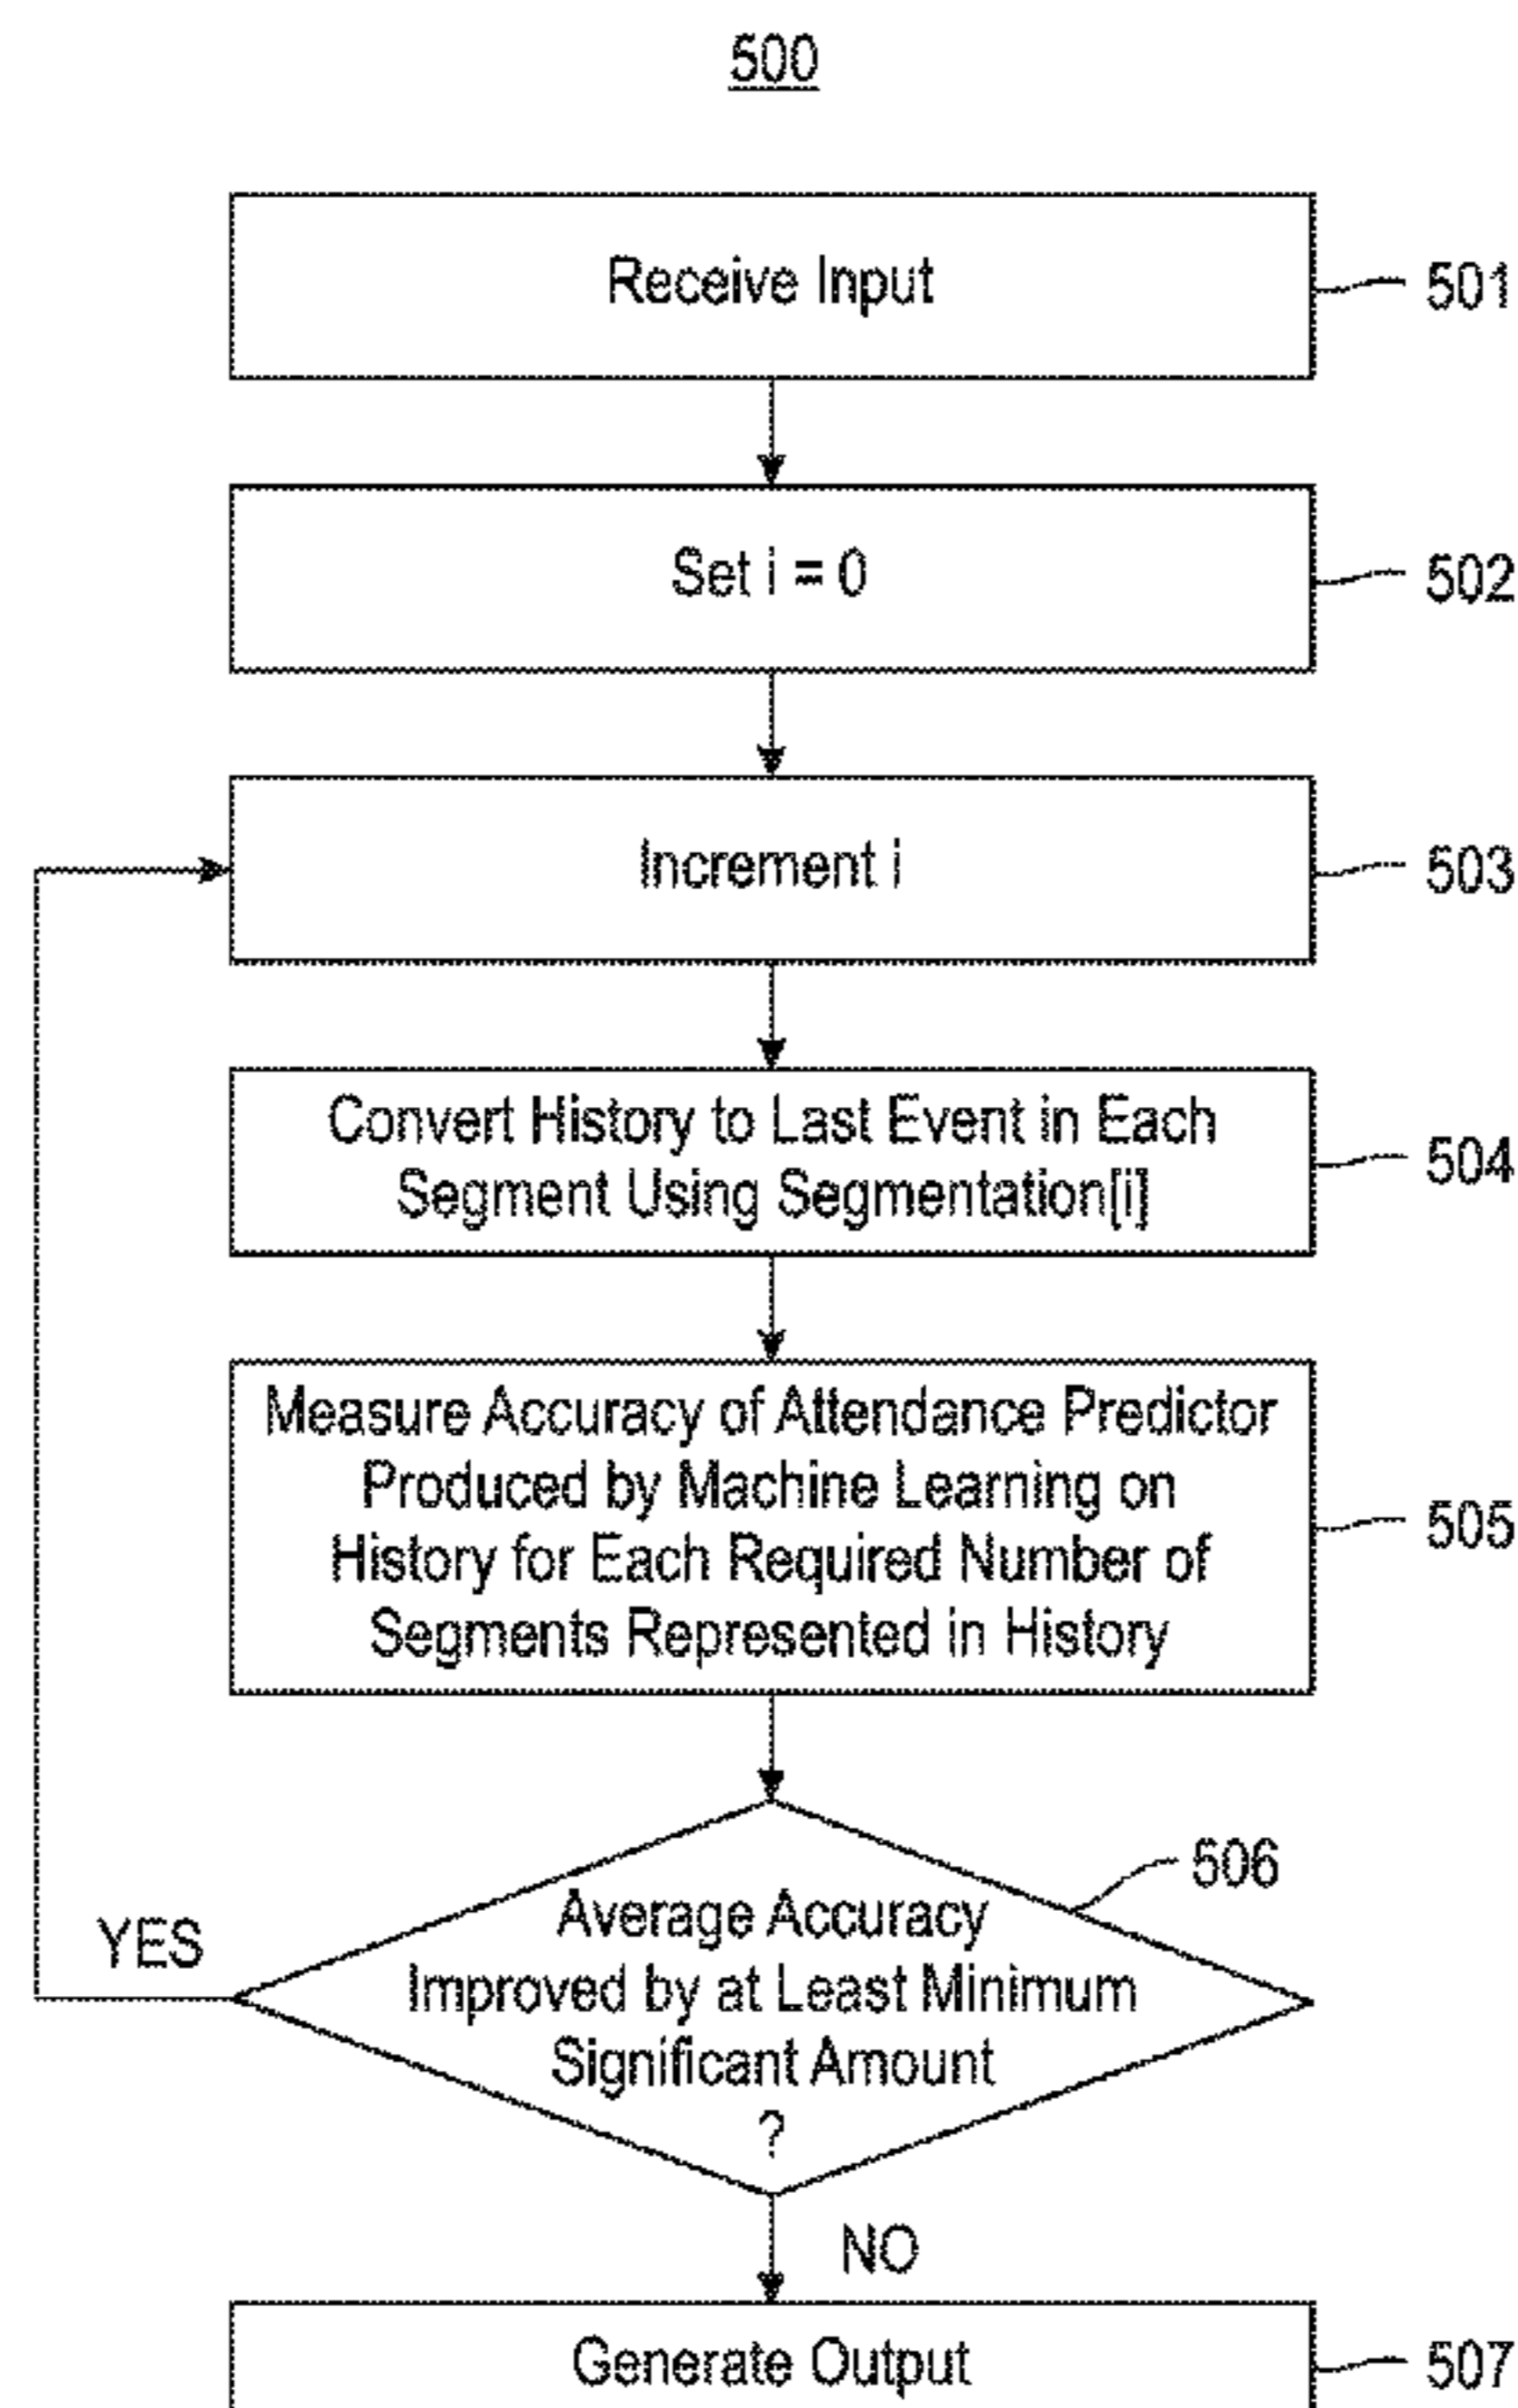 500
Receive Input
501
Set i = 0
502
Increment i
503
Convert History to Last Event in Each
Segment Using Segmentation[i]
504
Measure Accuracy of Attendance Predictor
Produced by Machine Learning on
History for Each Required Number of
Segments Represented in History
505
506
Average Accuracy
Improved by at Least Minimum
Significant Amount
?
YES
NO
Generate Output
507